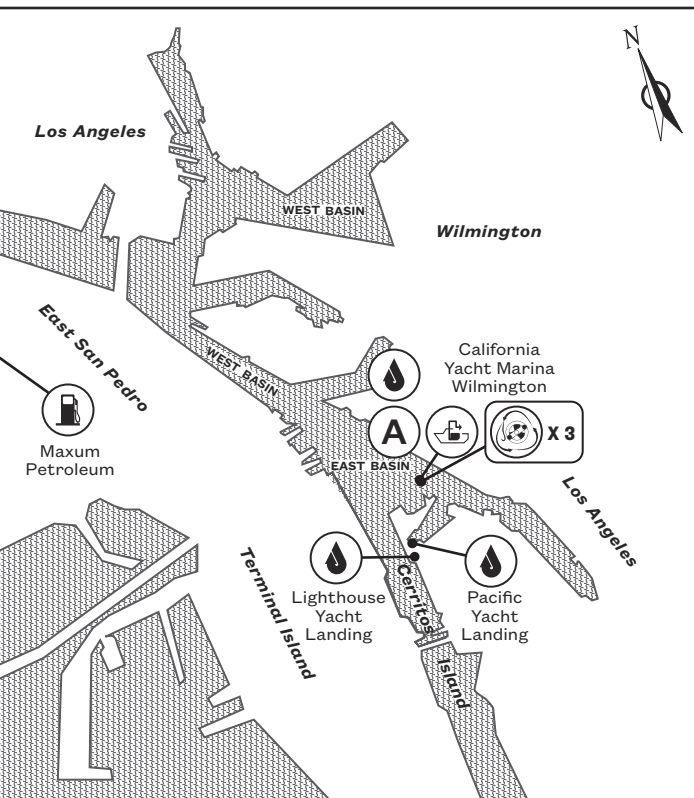 N
Los Angeles
WEST BASIN
Wilmington
East San Pedro
WEST BASIN
California
Yacht Marina
Wilmington
A
X 3
Maxum
Petroleum
EAST BASIN
Los Angeles
Terminal Island
Lighthouse
Yacht
Landing
Cerritos
Island
Pacific
Yacht
Landing